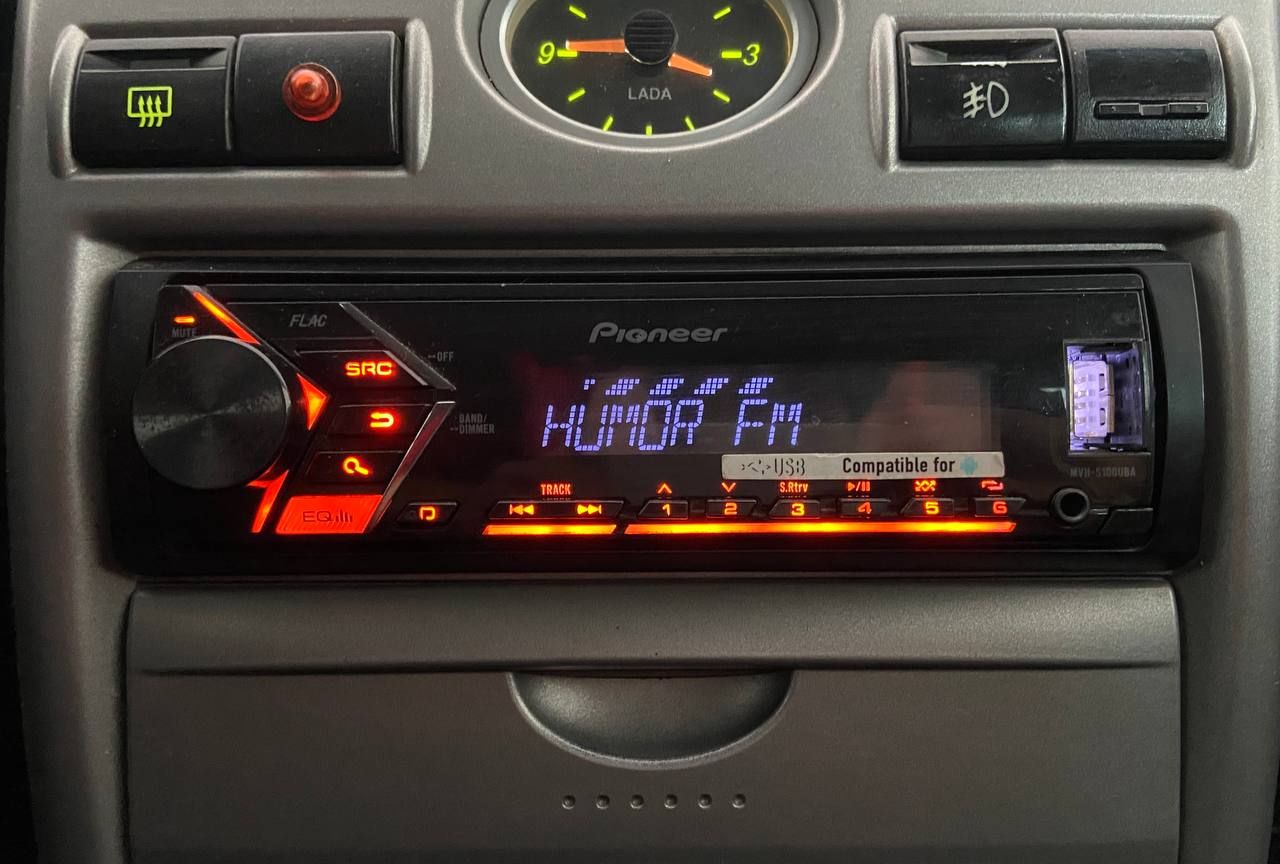 9
3
LADA
MUTE
FLAC
Pioneer
SRC
OFF
BAND/
DIMMER
HUMOR FM
USB Compatible for
MVH-S100UBA
EQ
TRACK
S.Rtrv
1 2 3 4 5 6